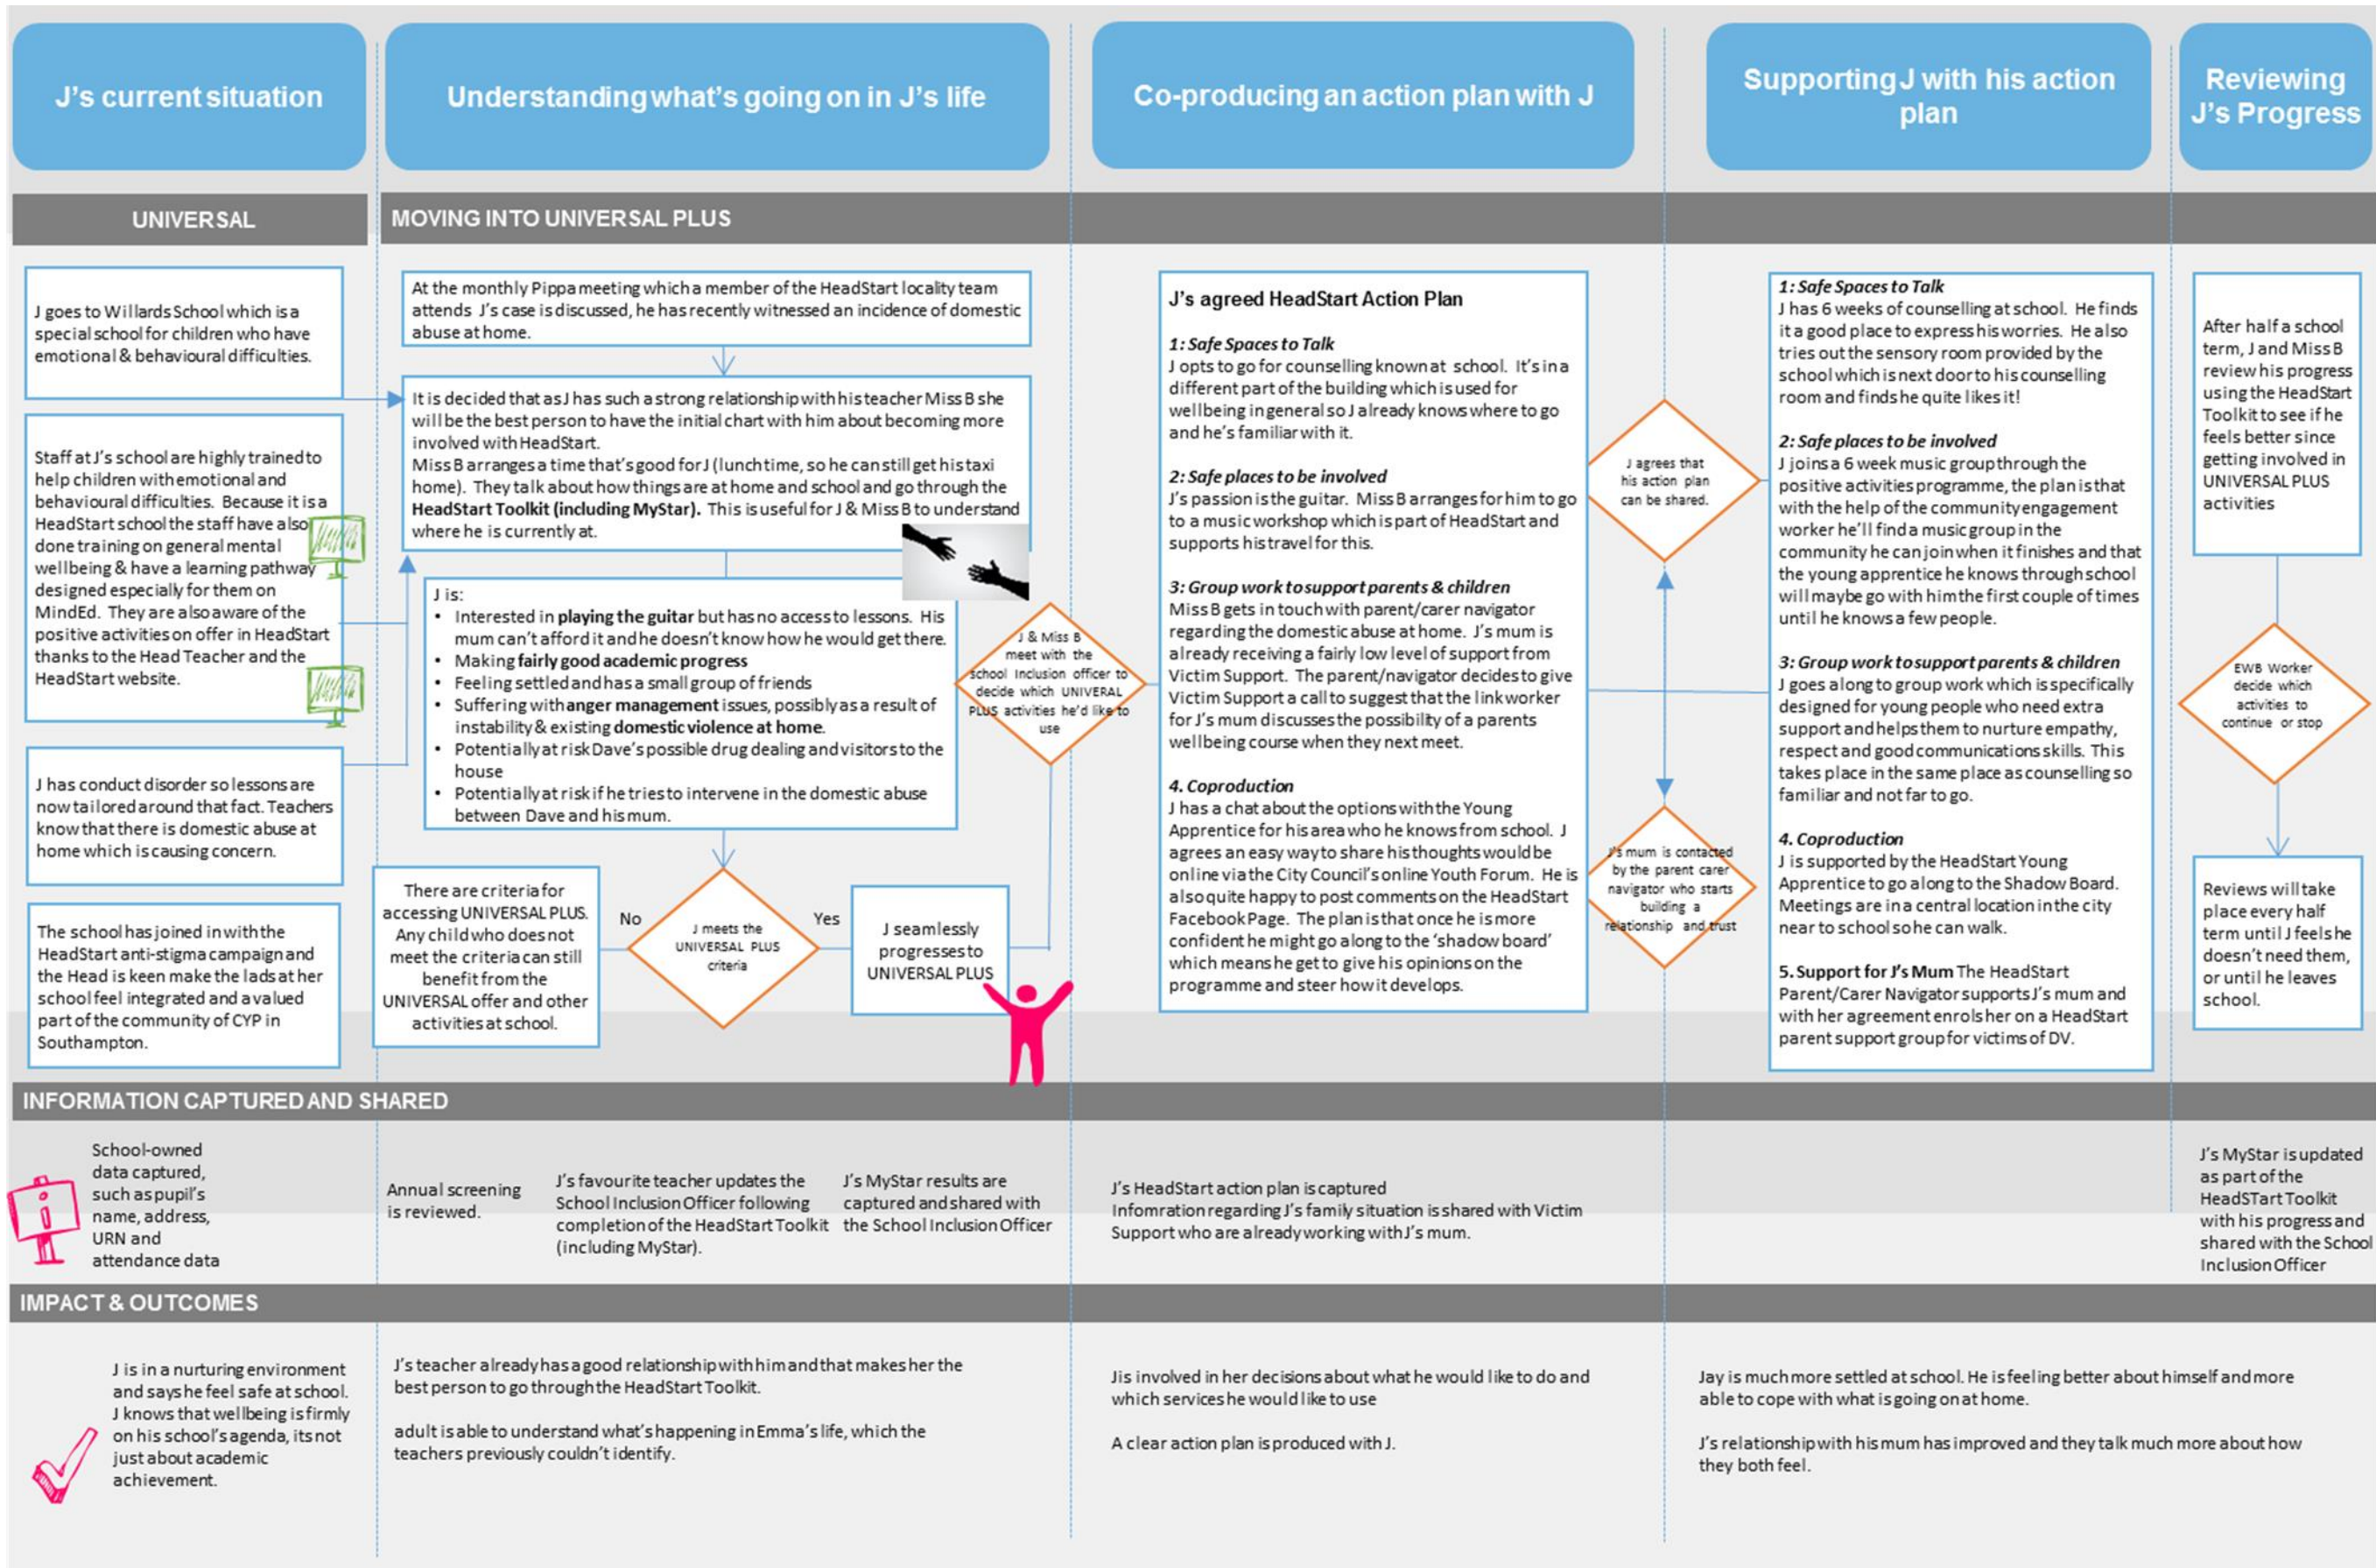 J's current situation
Understanding what's going on in J's life
Co-producing an action plan with J
Supporting J with his action
plan
Reviewing
J's Progress
UNIVERSAL
MOVING INTO UNIVERSAL PLUS
J goes to Willards School which is a
special school for children who have
emotional & behavioural difficulties.
Staff at J's school are highly trained to
help children with emotional and
behavioural difficulties. Because it is a
HeadStart school the staff have also
done training on general mental
wellbeing & have a learning pathway
designed especially for them on
MindEd. They are also aware of the
positive activities on offer in HeadStart
thanks to the Head Teacher and the
HeadStart website.
J has conduct disorder so lessons are
now tailored around that fact. Teachers
know that there is domestic abuse at
home which is causing concern.
The school has joined in with the
HeadStart anti-stigma campaign and
the Head is keen make the lads at her
school feel integrated and a valued
part of the community of CYP in
Southampton.
At the monthly Pippa meeting which a member of the HeadStart locality team
attends J's case is discussed, he has recently witnessed an incidence of domestic
abuse at home.
It is decided that as J has such a strong relationship with his teacher Miss B she
will be the best person to have the initial chart with him about becoming more
involved with HeadStart.
Miss B arranges a time that's good for J (lunch time, so he can still get his taxi
home). They talk about how things are at home and school and go through the
HeadStart Toolkit (including MyStar). This is useful for J & Miss B to understand
where he is currently at.
J is:
• Interested in playing the guitar but has no access to lessons. His
mum can't afford it and he doesn't know how he would get there.
• Making fairly good academic progress
• Feeling settled and has a small group of friends
• Suffering with anger management issues, possibly as a result of
instability & existing domestic violence at home.
• Potentially at risk Dave's possible drug dealing and visitors to the
house
• Potentially at risk if he tries to intervene in the domestic abuse
between Dave and his mum.
There are criteria for
accessing UNIVERSAL PLUS.
Any child who does not
meet the criteria can still
benefit from the
UNIVERSAL offer and other
activities at school.
No
J meets the
UNIVERSAL PLUS
criteria
Yes
J seamlessly
progresses to
UNIVERSAL PLUS
J & Miss B
meet with the
school Inclusion officer to
decide which UNIVERAL
PLUS activities he'd like to
use
J's agreed HeadStart Action Plan
1: Safe Spaces to Talk
J opts to go for counselling known at school. It's in a
different part of the building which is used for
wellbeing in general so J already knows where to go
and he's familiar with it.
2: Safe places to be involved
J's passion is the guitar. Miss B arranges for him to go
to a music workshop which is part of HeadStart and
supports his travel for this.
3: Group work to support parents & children
Miss B gets in touch with parent/carer navigator
regarding the domestic abuse at home. J's mum is
already receiving a fairly low level of support from
Victim Support. The parent/navigator decides to give
Victim Support a call to suggest that the link worker
for J's mum discusses the possibility of a parents
wellbeing course when they next meet.
4. Coproduction
J has a chat about the options with the Young
Apprentice for his area who he knows from school. J
agrees an easy way to share his thoughts would be
online via the City Council's online Youth Forum. He is
also quite happy to post comments on the HeadStart
Facebook Page. The plan is that once he is more
confident he might go along to the 'shadow board'
which means he get to give his opinions on the
programme and steer how it develops.
J agrees that
his action plan
can be shared.
J's mum is contacted
by the parent carer
navigator who starts
building a
relationship and trust
1: Safe Spaces to Talk
J has 6 weeks of counselling at school. He finds
it a good place to express his worries. He also
tries out the sensory room provided by the
school which is next door to his counselling
room and finds he quite likes it!
2: Safe places to be involved
J joins a 6 week music group through the
positive activities programme, the plan is that
with the help of the community engagement
worker he'll find a music group in the
community he can join when it finishes and that
the young apprentice he knows through school
will maybe go with him the first couple of times
until he knows a few people.
3: Group work to support parents & children
J goes along to group work which is specifically
designed for young people who need extra
support and helps them to nurture empathy,
respect and good communications skills. This
takes place in the same place as counselling so
familiar and not far to go.
4. Coproduction
J is supported by the HeadStart Young
Apprentice to go along to the Shadow Board.
Meetings are in a central location in the city
near to school so he can walk.
5. Support for J's Mum The HeadStart
Parent/Carer Navigator supports J's mum and
with her agreement enrols her on a HeadStart
parent support group for victims of DV.
After half a school
term, J and Miss B
review his progress
using the HeadStart
Toolkit to see if he
feels better since
getting involved in
UNIVERSAL PLUS
activities
EWB Worker
decide which
activities to
continue or stop
Reviews will take
place every half
term until J feels he
doesn't need them,
or until he leaves
school.
INFORMATION CAPTURED AND SHARED
School-owned
data captured,
such as pupil's
name, address,
URN and
attendance data
Annual screening
is reviewed.
J's favourite teacher updates the
School Inclusion Officer following
completion of the HeadStart Toolkit
(including MyStar).
J's MyStar results are
captured and shared with
the School Inclusion Officer
J's HeadStart action plan is captured
Infomration regarding J's family situation is shared with Victim
Support who are already working with J's mum.
J's MyStar is updated
as part of the
HeadSTart Toolkit
with his progress and
shared with the School
Inclusion Officer
IMPACT & OUTCOMES
J is in a nurturing environment
and says he feel safe at school.
J knows that wellbeing is firmly
on his school's agenda, its not
just about academic
achievement.
J's teacher already has a good relationship with him and that makes her the
best person to go through the HeadStart Toolkit.
adult is able to understand what's happening in Emma's life, which the
teachers previously couldn't identify.
J is involved in her decisions about what he would like to do and
which services he would like to use
A clear action plan is produced with J.
Jay is much more settled at school. He is feeling better about himself and more
able to cope with what is going on at home.
J's relationship with his mum has improved and they talk much more about how
they both feel.